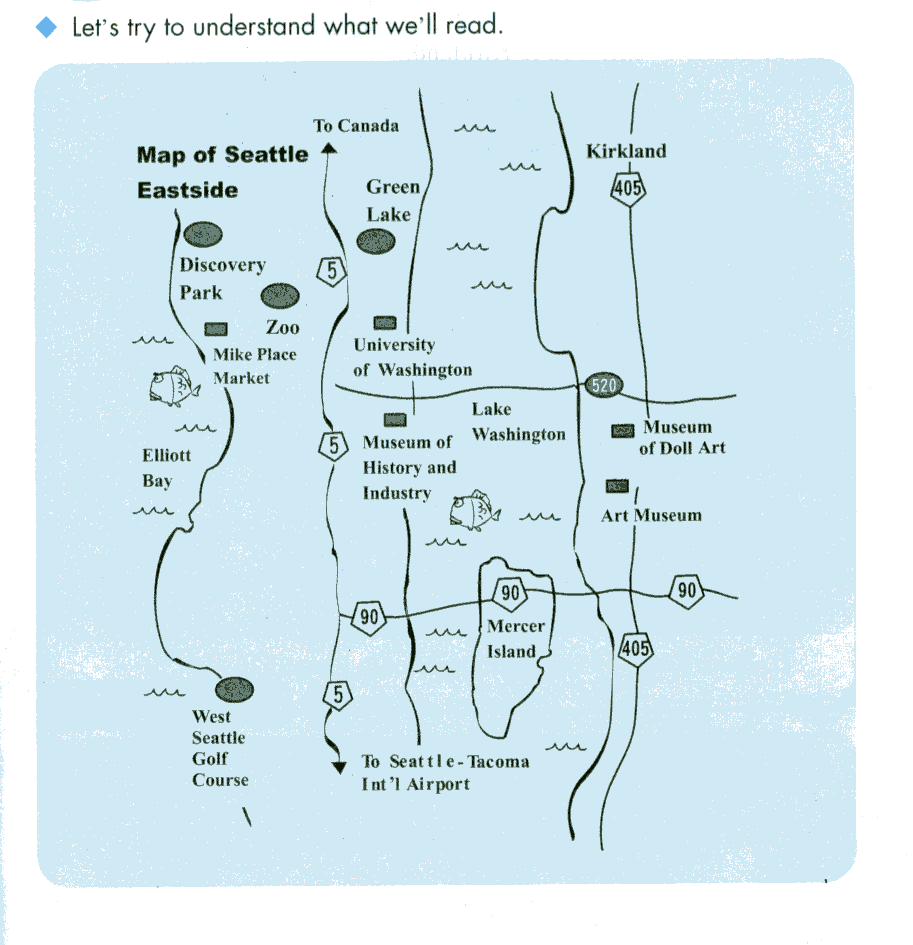 Let's try to understand what we'll read.
To Canada
Map of Seattle
Eastside
Kirkland
405
Green
Lake
Discovery
Park
5
Zoo
Mike Place
Market
University
of Washington
520
Lake
Washington
Museum
of Doll Art
5
Museum of
History and
Industry
Elliott
Bay
Art Museum
90
90
90
Mercer
Island
405
5
West
Seattle
Golf
Course
To Seattle-Tacoma
Int'l Airport